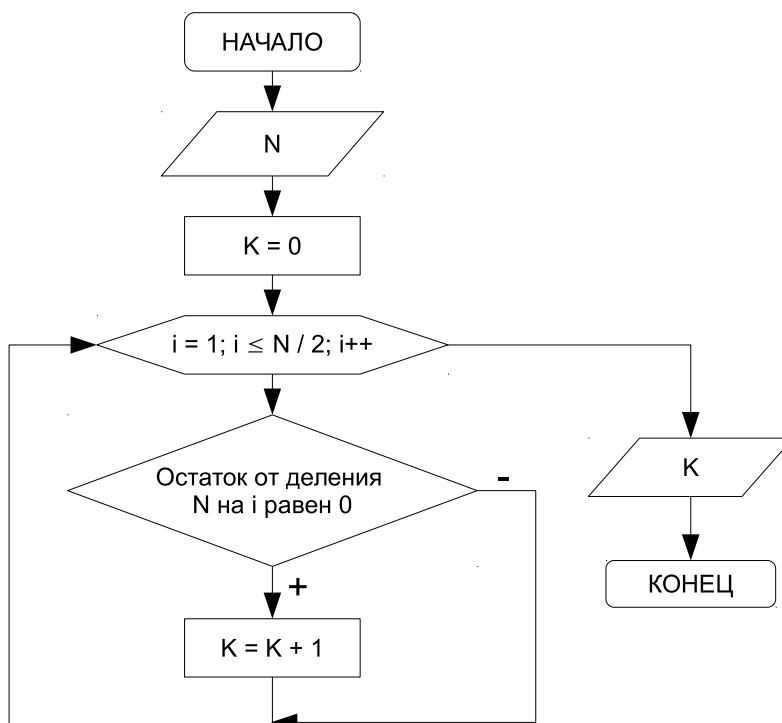 НАЧАЛО
N
K = 0
i = 1; i ≤ N / 2; i++
Остаток от деления
N на i равен 0
-
+
K = K + 1
K
КОНЕЦ